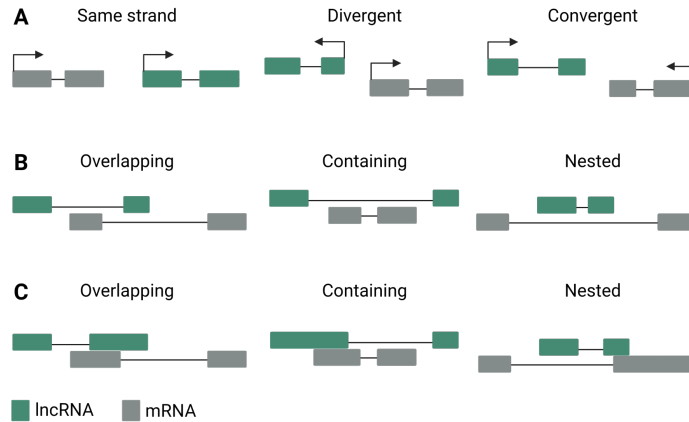 A Same strand Divergent Convergent
B Overlapping Containing Nested
C Overlapping Containing Nested
lncRNA mRNA